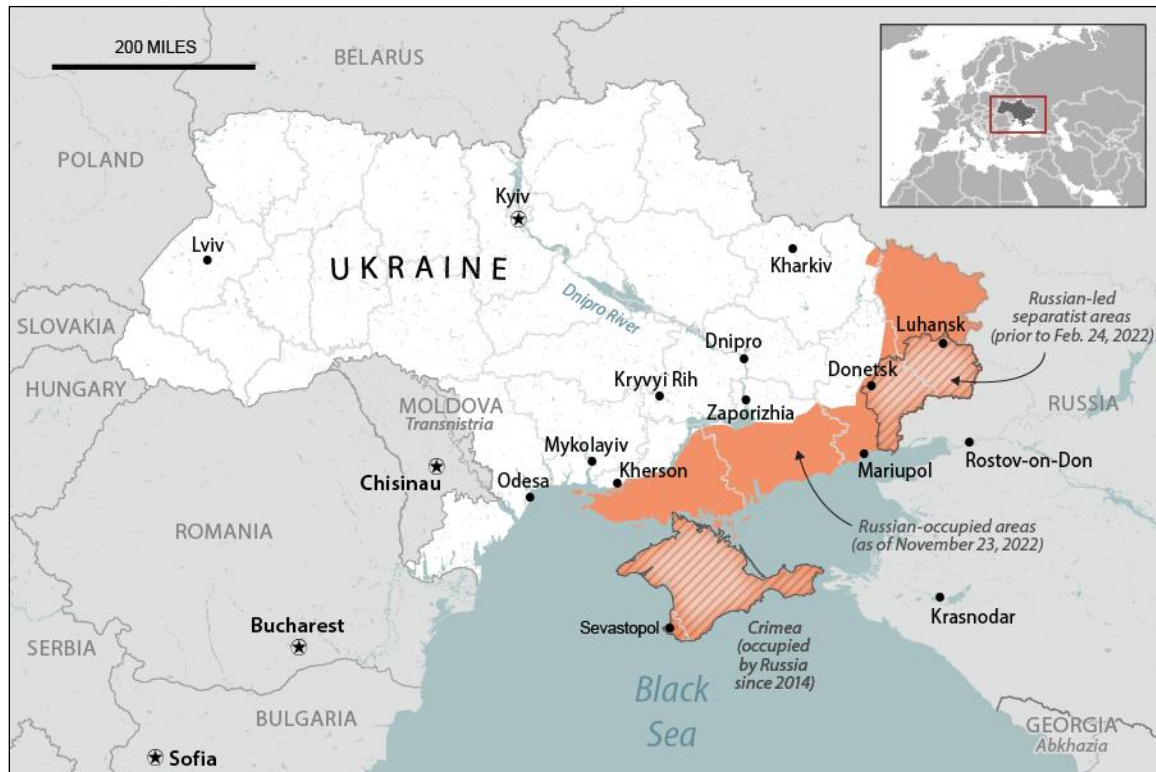 200 MILES
BELARUS
POLAND
Kyiv
Lviv
UKRAINE
Kharkiv
Dnipro River
SLOVAKIA
Russian-led
separatist areas
(prior to Feb. 24, 2022)
Luhansk
Dnipro
Donetsk
HUNGARY
Kryvyi Rih
MOLDOVA
Transnistria
Zaporizhia
RUSSIA
Mykolayiv
Mariupol
Rostov-on-Don
Chisinau
Odesa
Kherson
Russian-occupied areas
(as of November 23, 2022)
ROMANIA
Krasnodar
Bucharest
Sevastopol
Crimea
(occupied
by Russia
since 2014)
SERBIA
Black
Sea
BULGARIA
GEORGIA
Abkhazia
Sofia